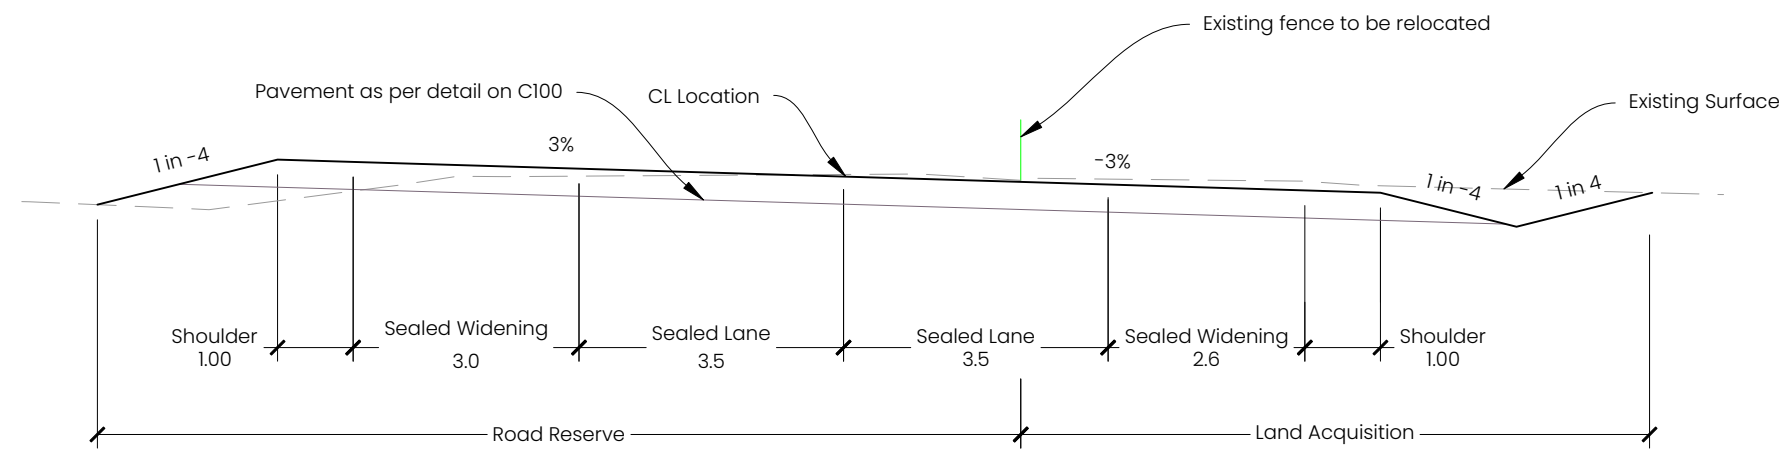 Existing fence to be relocated
Pavement as per detail on C100
CL Location
Existing Surface
1 in -4
3%
-3%
1 in -4
1 in 4
Shoulder
1.00
Sealed Widening
3.0
Sealed Lane
3.5
Sealed Lane
3.5
Sealed Widening
2.6
Shoulder
1.00
Road Reserve
Land Acquisition